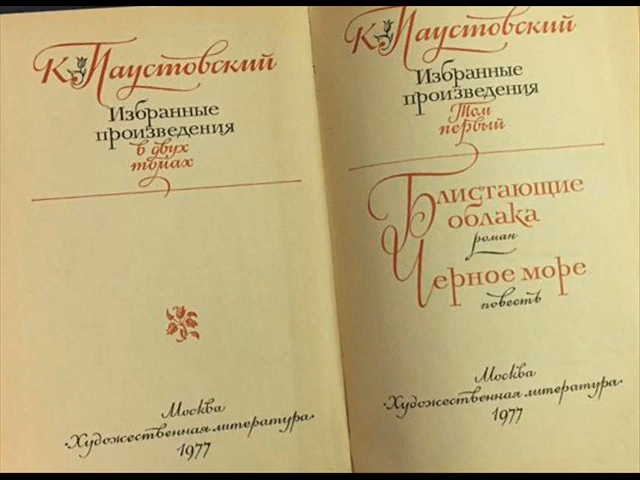 К Паустовский
Избранные
произведения
в двух
томах
Москва
·Художественная литература·
1977
К Паустовский
Избранные
произведения
Том
первый
Блистающие
облака
роман
Черное море
повесть
Москва
·Художественная литература·
1977